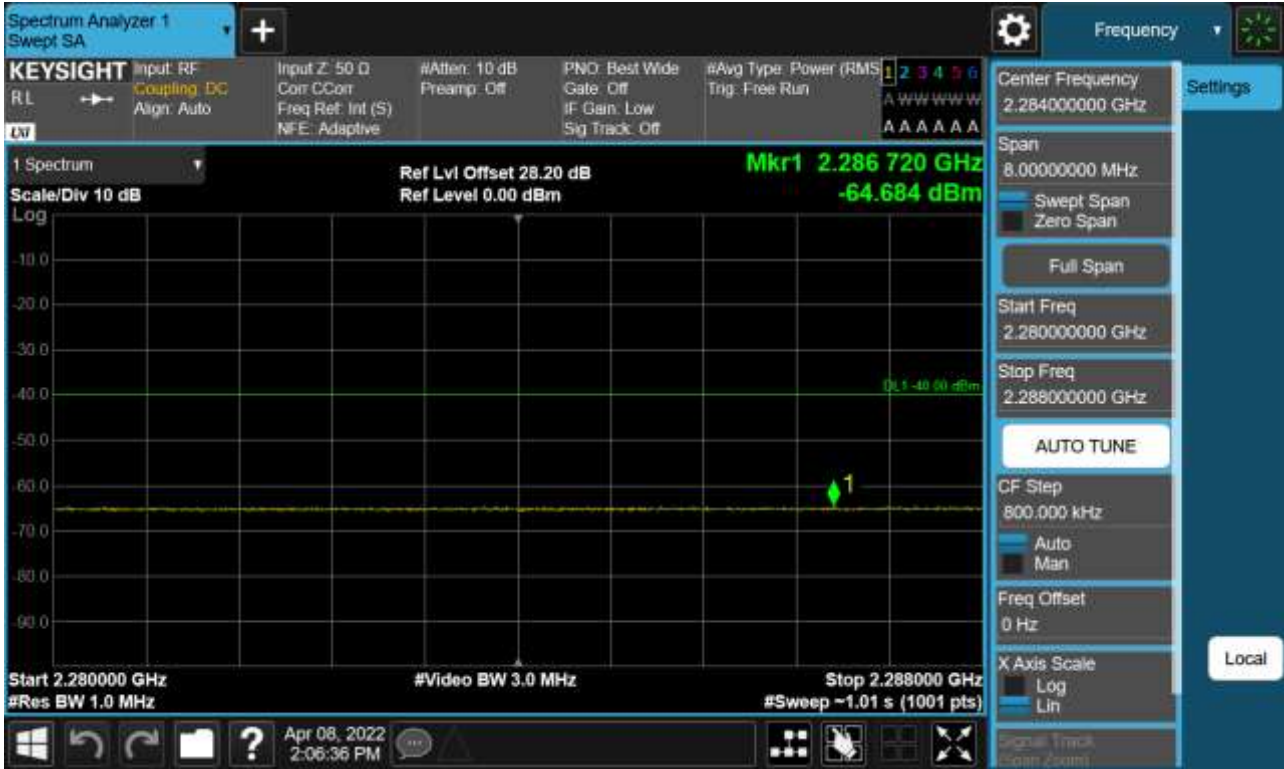 Spectrum Analyzer 1
Swept SA
Frequency
KEYSIGHT
RL
LXI
Input: RF
Coupling: DC
Align: Auto
Input Z: 50 Ω
Corr CCorr
Freq Ref: Int (S)
NFE: Adaptive
#Atten: 10 dB
Preamp: Off
PNO: Best Wide
Gate: Off
IF Gain: Low
Sig Track: Off
#Avg Type: Power (RMS
Trig: Free Run
1 2 3 4 5 6
A W W W W W
A A A A A A
1 Spectrum
Scale/Div 10 dB
Log
Ref Lvl Offset 28.20 dB
Ref Level 0.00 dBm
Mkr1 2.286 720 GHz
-64.684 dBm
-10.0
-20.0
-30.0
-40.0
-50.0
-60.0
-70.0
-80.0
-90.0
DL1 -40.00 dBm
1
Start 2.280000 GHz
#Res BW 1.0 MHz
#Video BW 3.0 MHz
Stop 2.288000 GHz
#Sweep ~1.01 s (1001 pts)
Center Frequency
2.284000000 GHz
Span
8.00000000 MHz
Swept Span
Zero Span
Full Span
Start Freq
2.280000000 GHz
Stop Freq
2.288000000 GHz
AUTO TUNE
CF Step
800.000 kHz
Auto
Man
Freq Offset
0 Hz
X Axis Scale
Log
Lin
Signal Track
(Span Zoom)
Settings
Local
?
Apr 08, 2022
2:06:36 PM